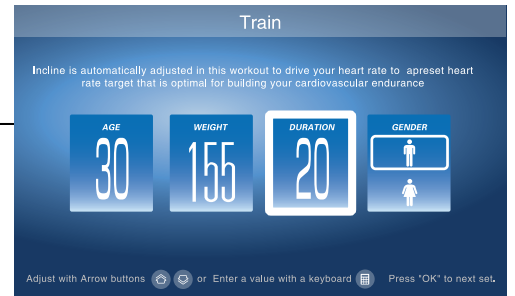 Train
Incline is automatically adjusted in this workout to drive your heart rate to apreset heart
rate target that is optimal for building your cardiovascular endurance
AGE WEIGHT DURATION GENDER
30 155 20
Adjust with Arrow buttons or Enter a value with a keyboard Press "OK" to next set.